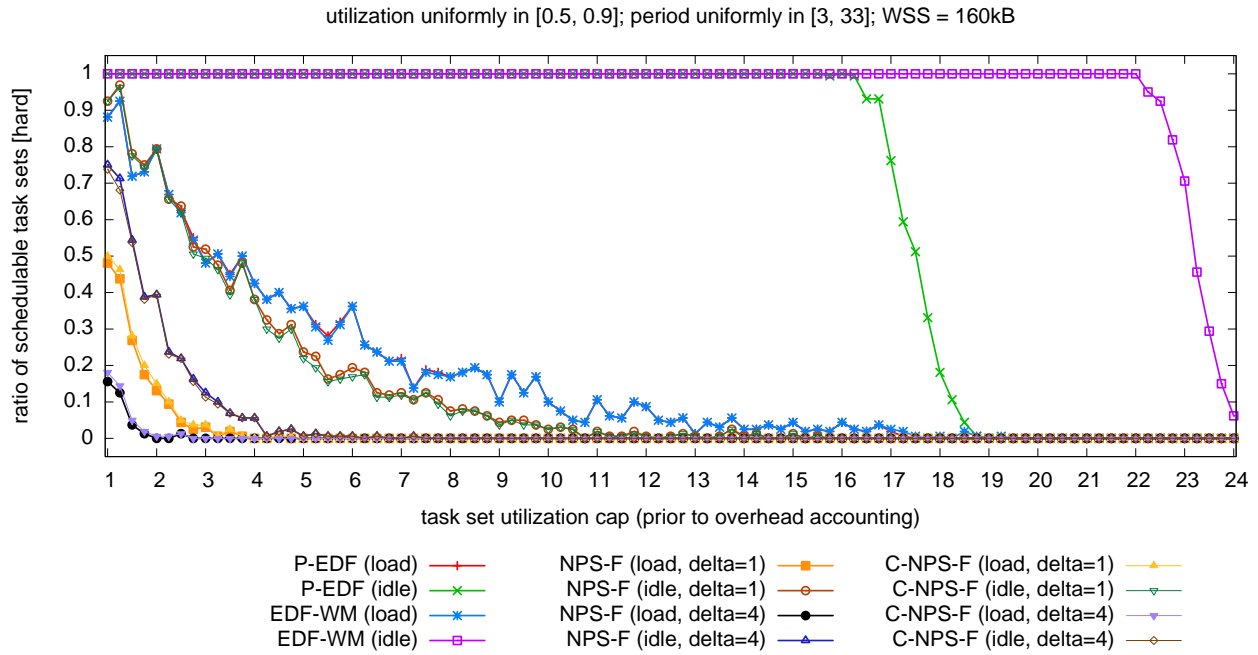 utilization uniformly in [0.5, 0.9]; period uniformly in [3, 33]; WSS = 160kB
ratio of schedulable task sets [hard]
1
0.9
0.8
0.7
0.6
0.5
0.4
0.3
0.2
0.1
0
1 2 3 4 5 6 7 8 9 10 11 12 13 14 15 16 17 18 19 20 21 22 23 24
task set utilization cap (prior to overhead accounting)
P-EDF (load) NPS-F (load, delta=1) C-NPS-F (load, delta=1)
P-EDF (idle) NPS-F (idle, delta=1) C-NPS-F (idle, delta=1)
EDF-WM (load) NPS-F (load, delta=4) C-NPS-F (load, delta=4)
EDF-WM (idle) NPS-F (idle, delta=4) C-NPS-F (idle, delta=4)